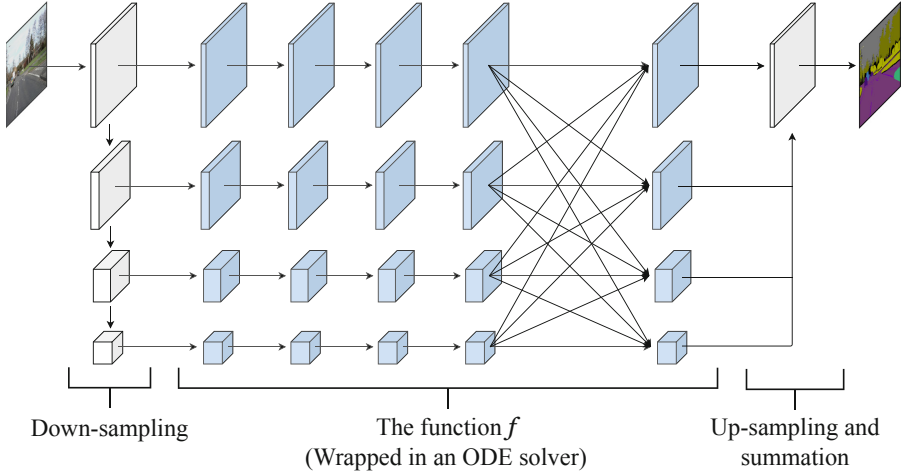 Down-sampling
The function f
(Wrapped in an ODE solver)
Up-sampling and
summation